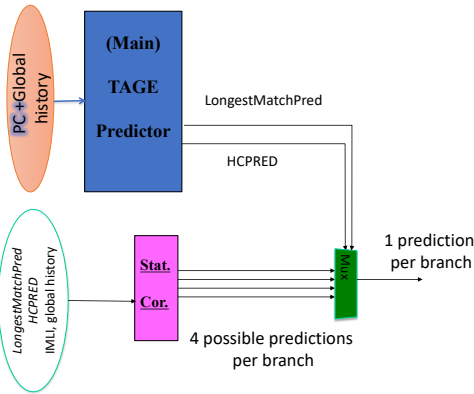 PC +Global
history
(Main)
TAGE
Predictor
LongestMatchPred
HCPRED
LongestMatchPred
HCPRED
IMLI, global history
Stat.
Cor.
Mux
1 prediction
per branch
4 possible predictions
per branch